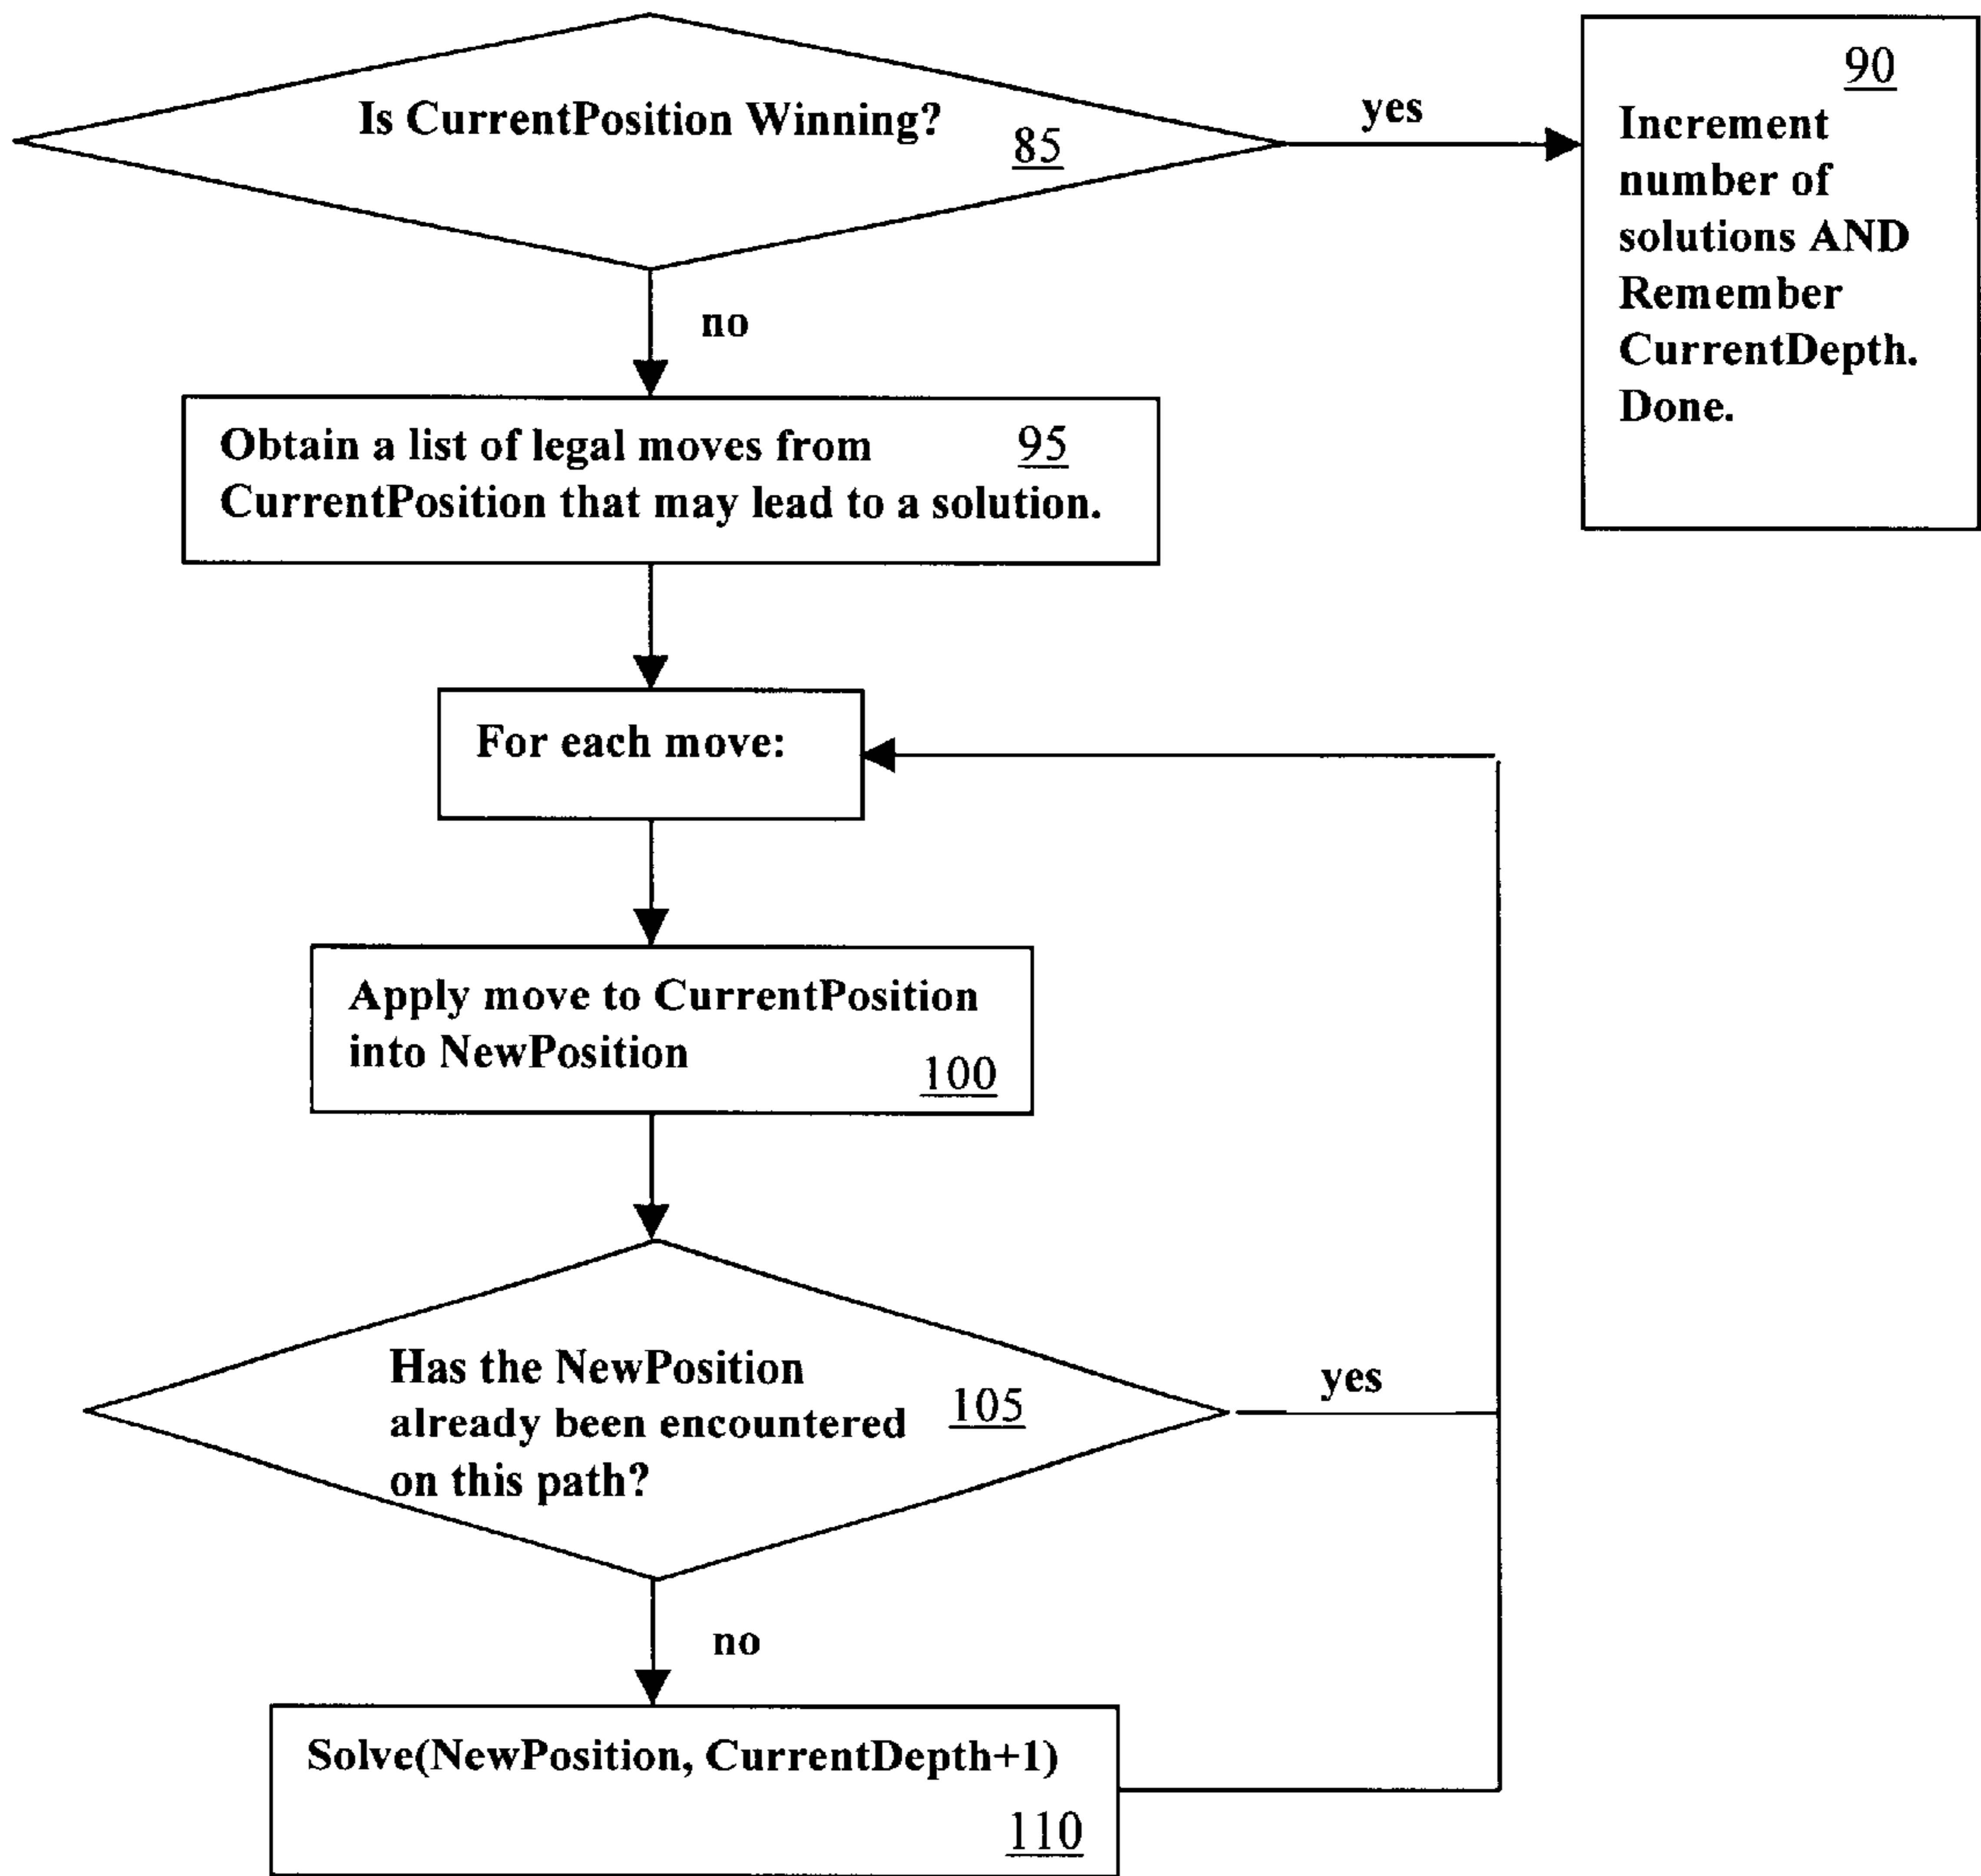 Is CurrentPosition Winning?
85
yes
90
Increment
number of
solutions AND
Remember
CurrentDepth.
Done.
no
Obtain a list of legal moves from 95
CurrentPosition that may lead to a solution.
For each move:
Apply move to CurrentPosition
into NewPosition
100
Has the NewPosition
already been encountered
on this path?
105
yes
no
Solve(NewPosition, CurrentDepth+1)
110